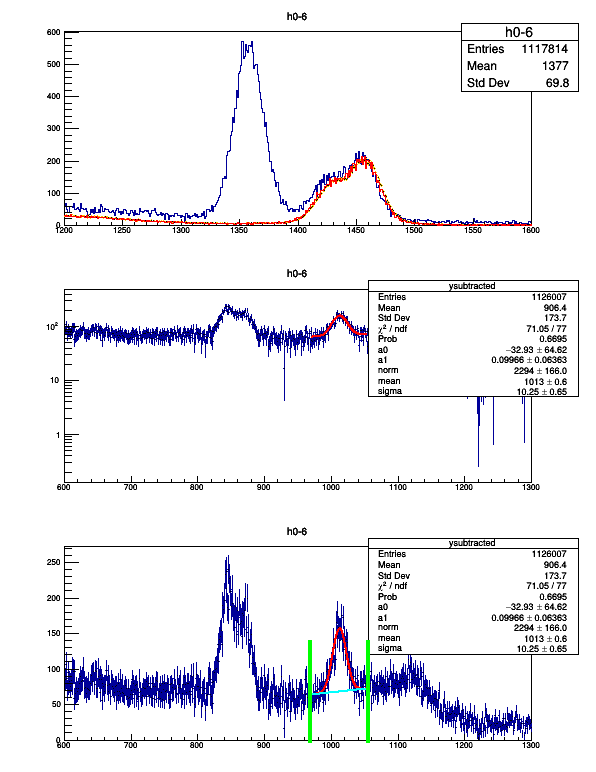 h0-6
h0-6
Entries 1117814
Mean 1377
Std Dev 69.8
600
500
400
300
200
100
0
1200 1250 1300 1350 1400 1450 1500 1550 1600
h0-6
ysubtracted
Entries 1126007
Mean 906.4
Std Dev 173.7
χ² / ndf 71.05 / 77
Prob 0.6695
a0 −32.93 ± 64.62
a1 0.09966 ± 0.06363
norm 2294 ± 166.0
mean 1013 ± 0.6
sigma 10.25 ± 0.65
10²
10
1
600 700 800 900 1000 1100 1200 1300
h0-6
ysubtracted
Entries 1126007
Mean 906.4
Std Dev 173.7
χ² / ndf 71.05 / 77
Prob 0.6695
a0 −32.93 ± 64.62
a1 0.09966 ± 0.06363
norm 2294 ± 166.0
mean 1013 ± 0.6
sigma 10.25 ± 0.65
250
200
150
100
50
0
600 700 800 900 1000 1100 1200 1300